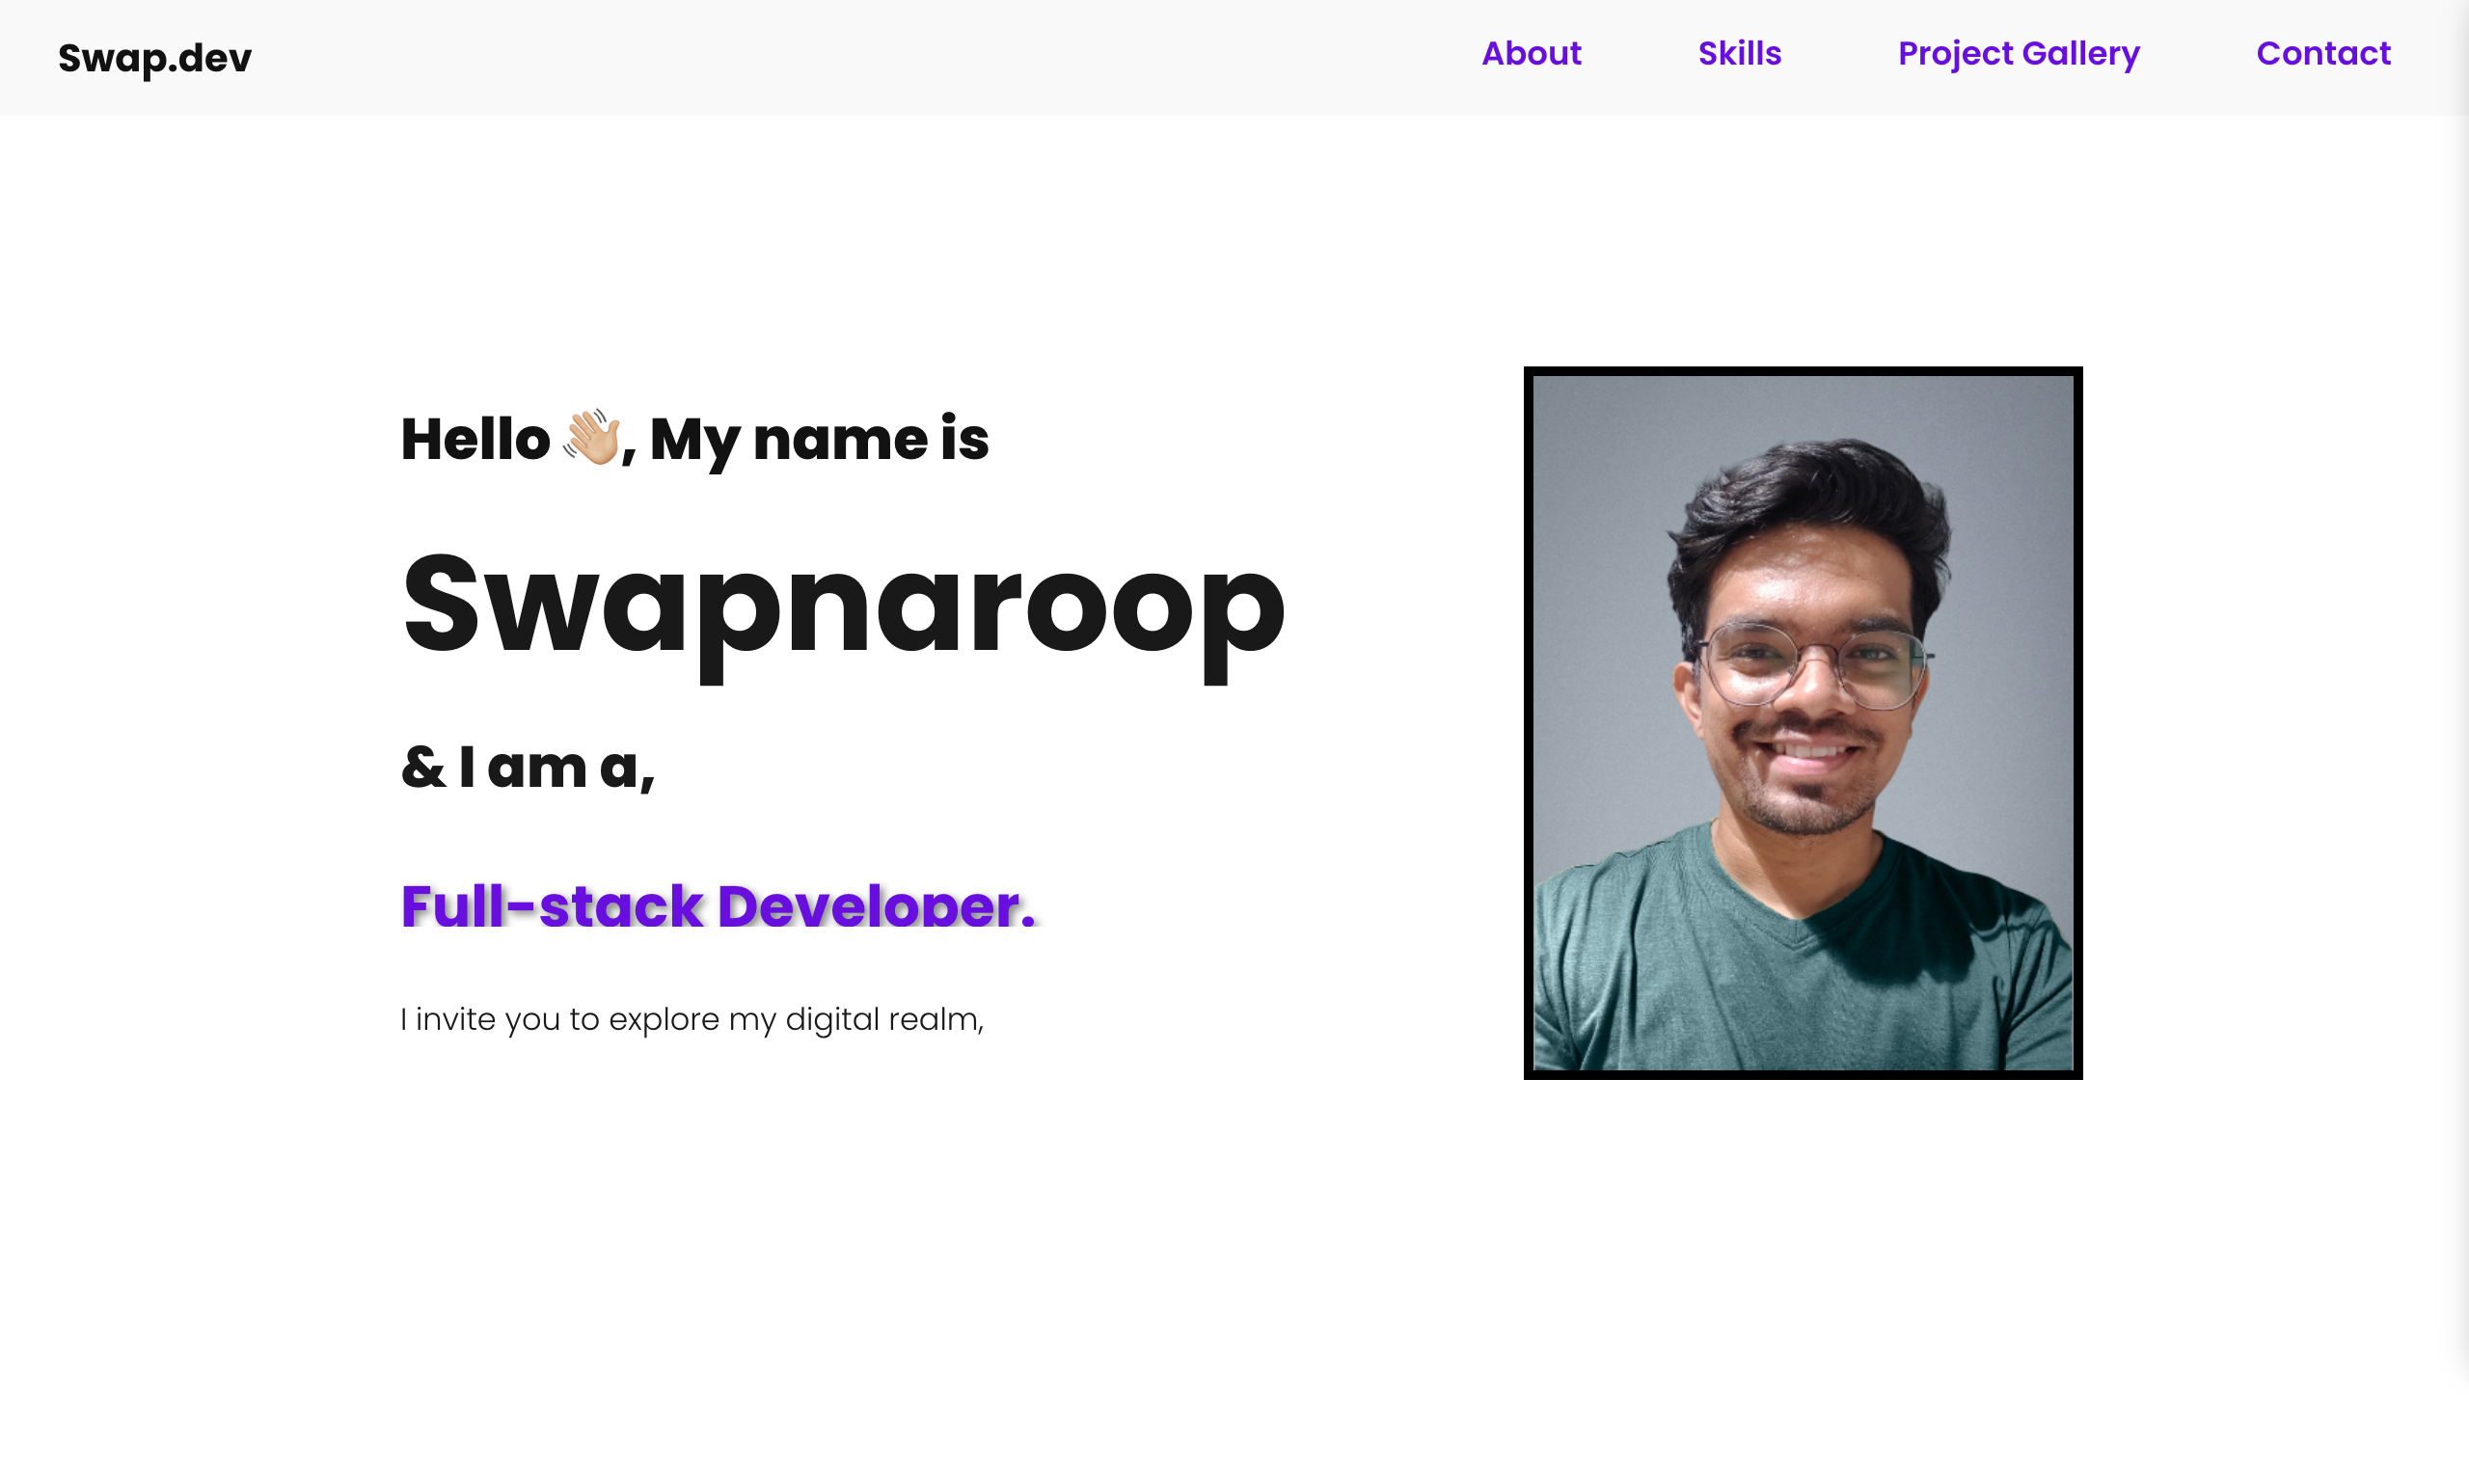 Swap.dev
About Skills Project Gallery Contact
Hello 👋🏼, My name is
Swapnaroop
& I am a,
Full-stack Developer.
I invite you to explore my digital realm,